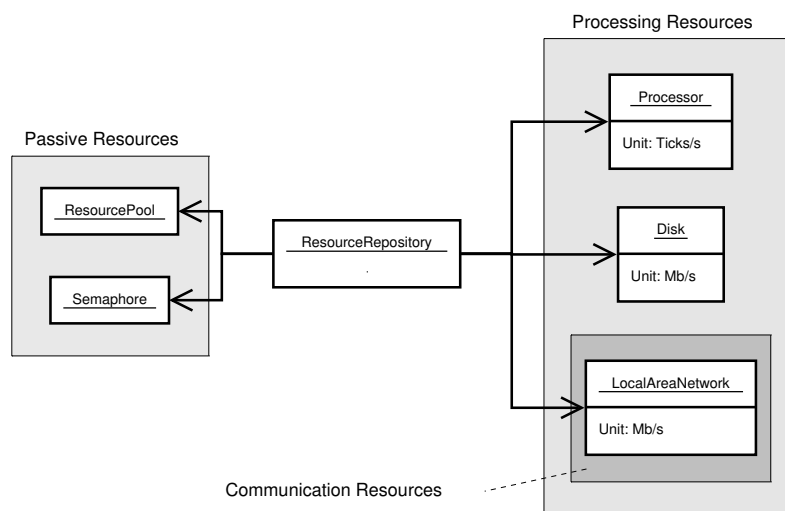 Processing Resources
Processor
Unit: Ticks/s
Passive Resources
ResourcePool
ResourceRepository
Disk
Unit: Mb/s
Semaphore
LocalAreaNetwork
Unit: Mb/s
Communication Resources